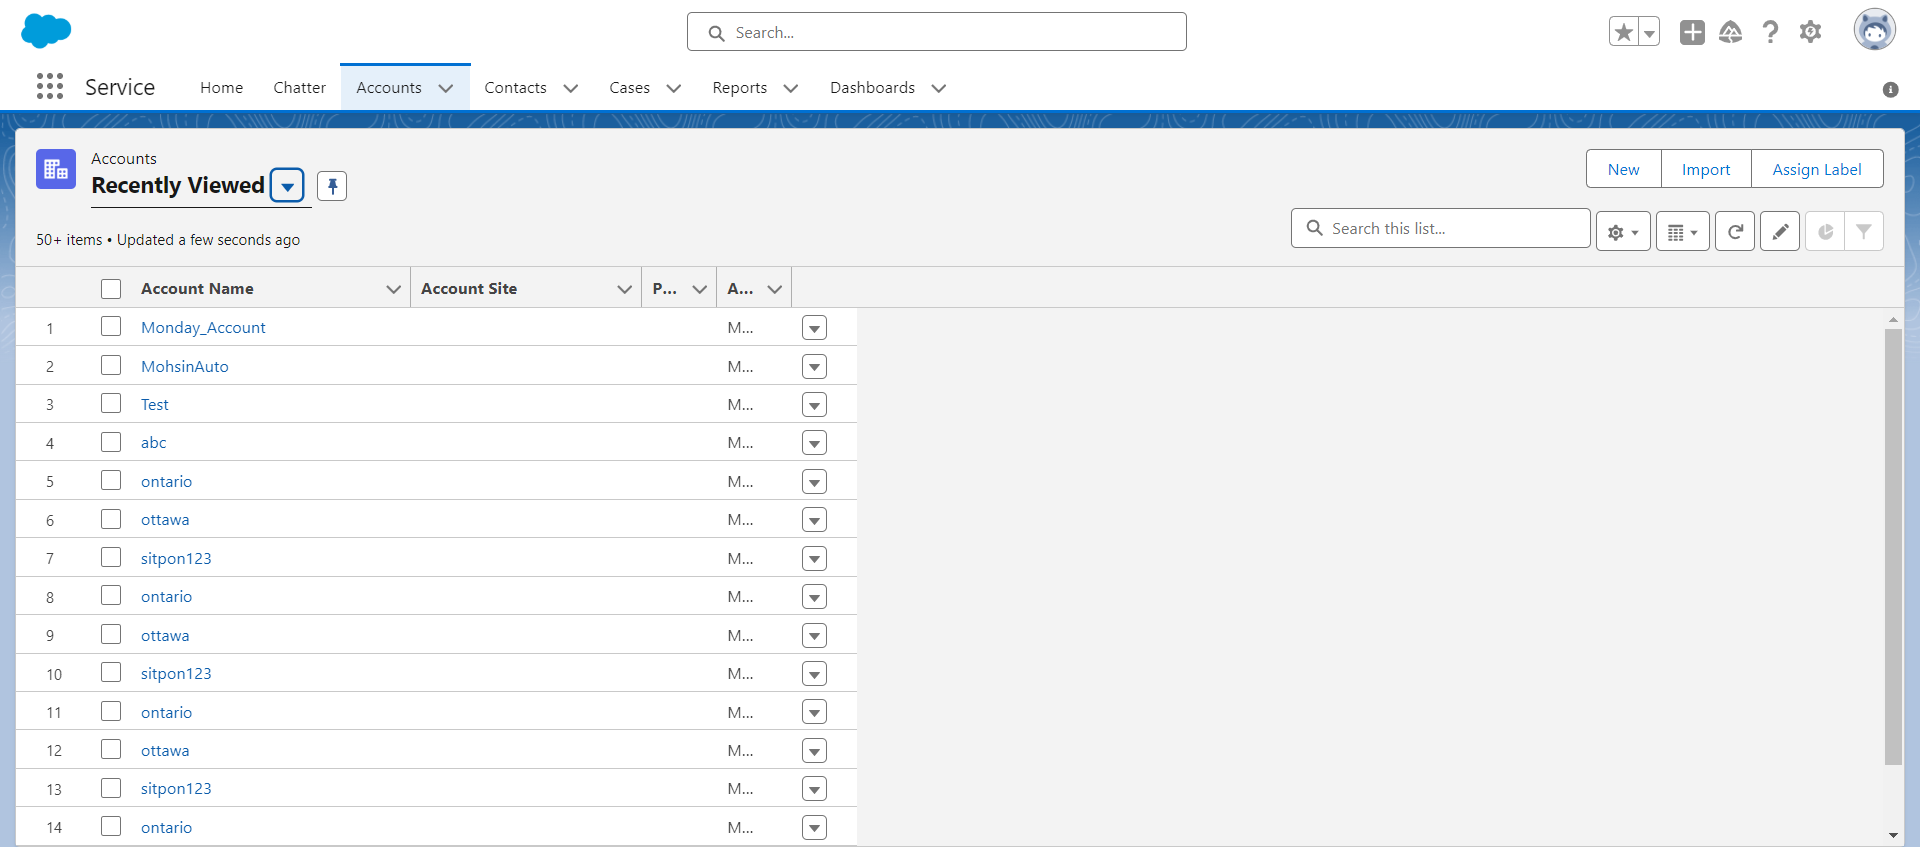 Search...
Service
Home
Chatter
Accounts
Contacts
Cases
Reports
Dashboards
Accounts
Recently Viewed
New
Import
Assign Label
50+ items • Updated a few seconds ago
Search this list...
Account Name
Account Site
P...
A...
1 Monday_Account M...
2 MohsinAuto M...
3 Test M...
4 abc M...
5 ontario M...
6 ottawa M...
7 sitpon123 M...
8 ontario M...
9 ottawa M...
10 sitpon123 M...
11 ontario M...
12 ottawa M...
13 sitpon123 M...
14 ontario M...